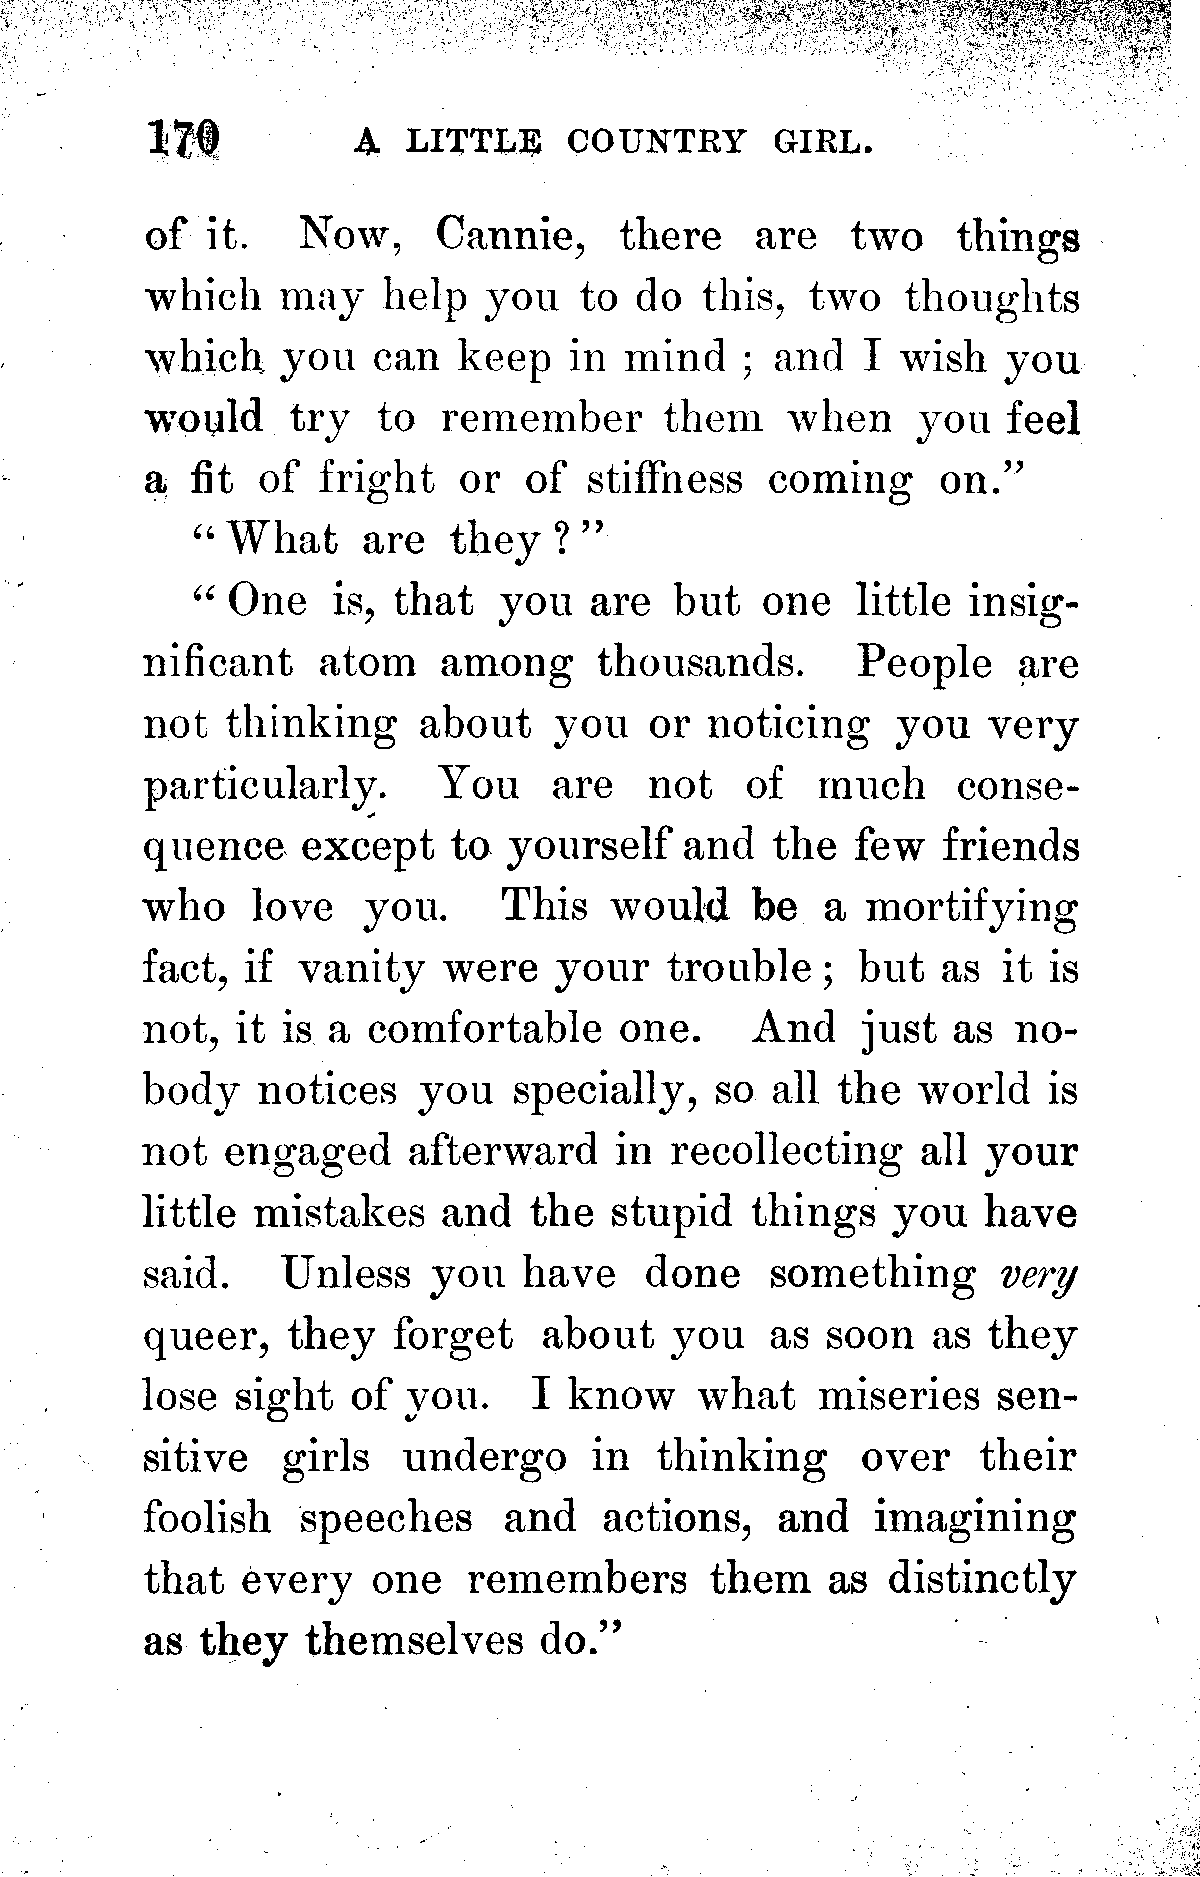 170 A LITTLE COUNTRY GIRL.
of it. Now, Cannie, there are two things
which may help you to do this, two thoughts
which you can keep in mind ; and I wish you
would try to remember them when you feel
a fit of fright or of stiffness coming on.”
“ What are they ? ”
“ One is, that you are but one little insig-
nificant atom among thousands. People are
not thinking about you or noticing you very
particularly. You are not of much conse-
quence except to yourself and the few friends
who love you. This would be a mortifying
fact, if vanity were your trouble ; but as it is
not, it is a comfortable one. And just as no-
body notices you specially, so all the world is
not engaged afterward in recollecting all your
little mistakes and the stupid things you have
said. Unless you have done something very
queer, they forget about you as soon as they
lose sight of you. I know what miseries sen-
sitive girls undergo in thinking over their
foolish speeches and actions, and imagining
that every one remembers them as distinctly
as they themselves do.”